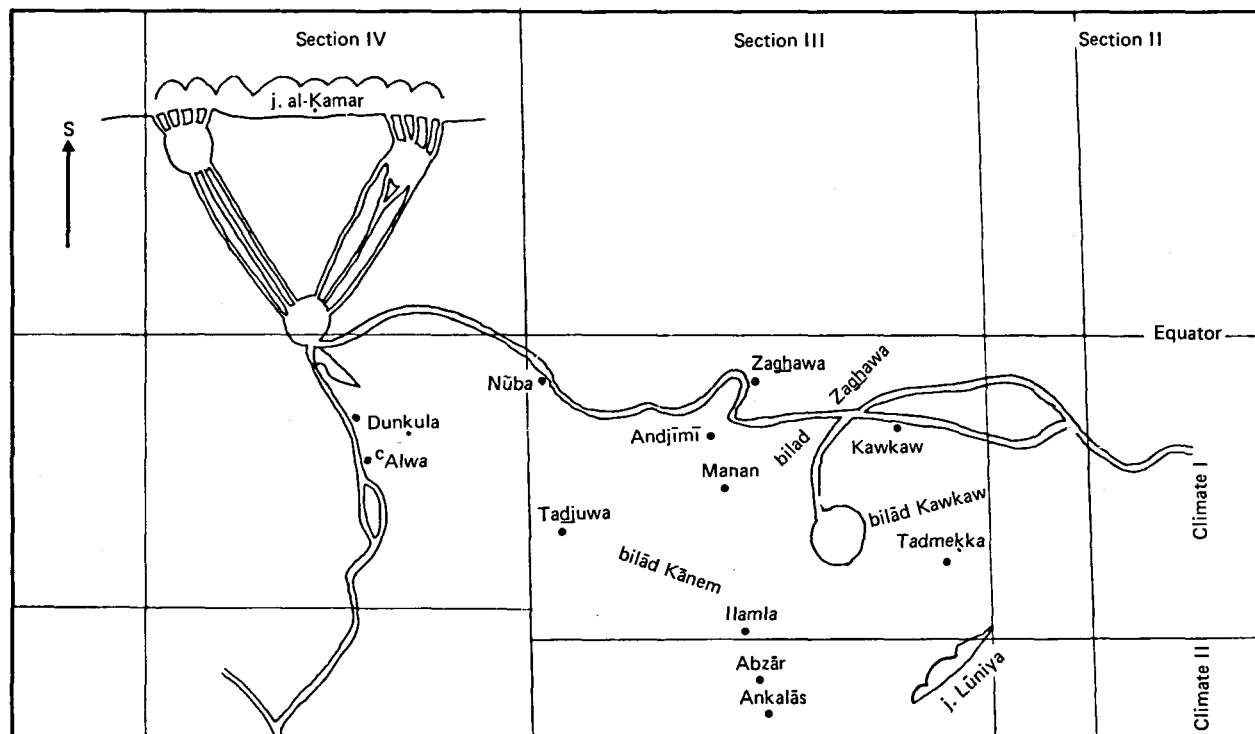 Section IV
Section III
Section II
j. al-Ḳamar
S
Equator
Zaghawa
Zaghawa
Nūba
Dunkula
Andjīmī
bilad
Kawkaw
ᶜAlwa
Manan
Climate I
bilād Kawkaw
Tadjuwa
Tadmeḳka
bilād Kānem
Ilamla
Abzār
j. Lūniya
Ankalās
Climate II